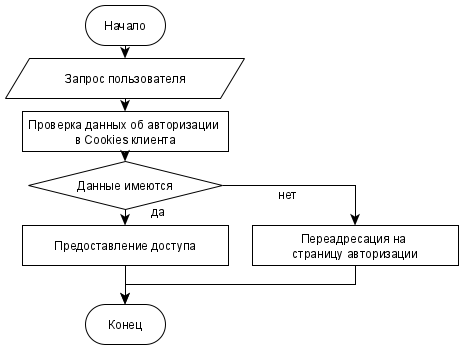 Начало
Запрос пользователя
Проверка данных об авторизации
в Cookies клиента
Данные имеются
нет
да
Предоставление доступа
Переадресация на
страницу авторизации
Конец